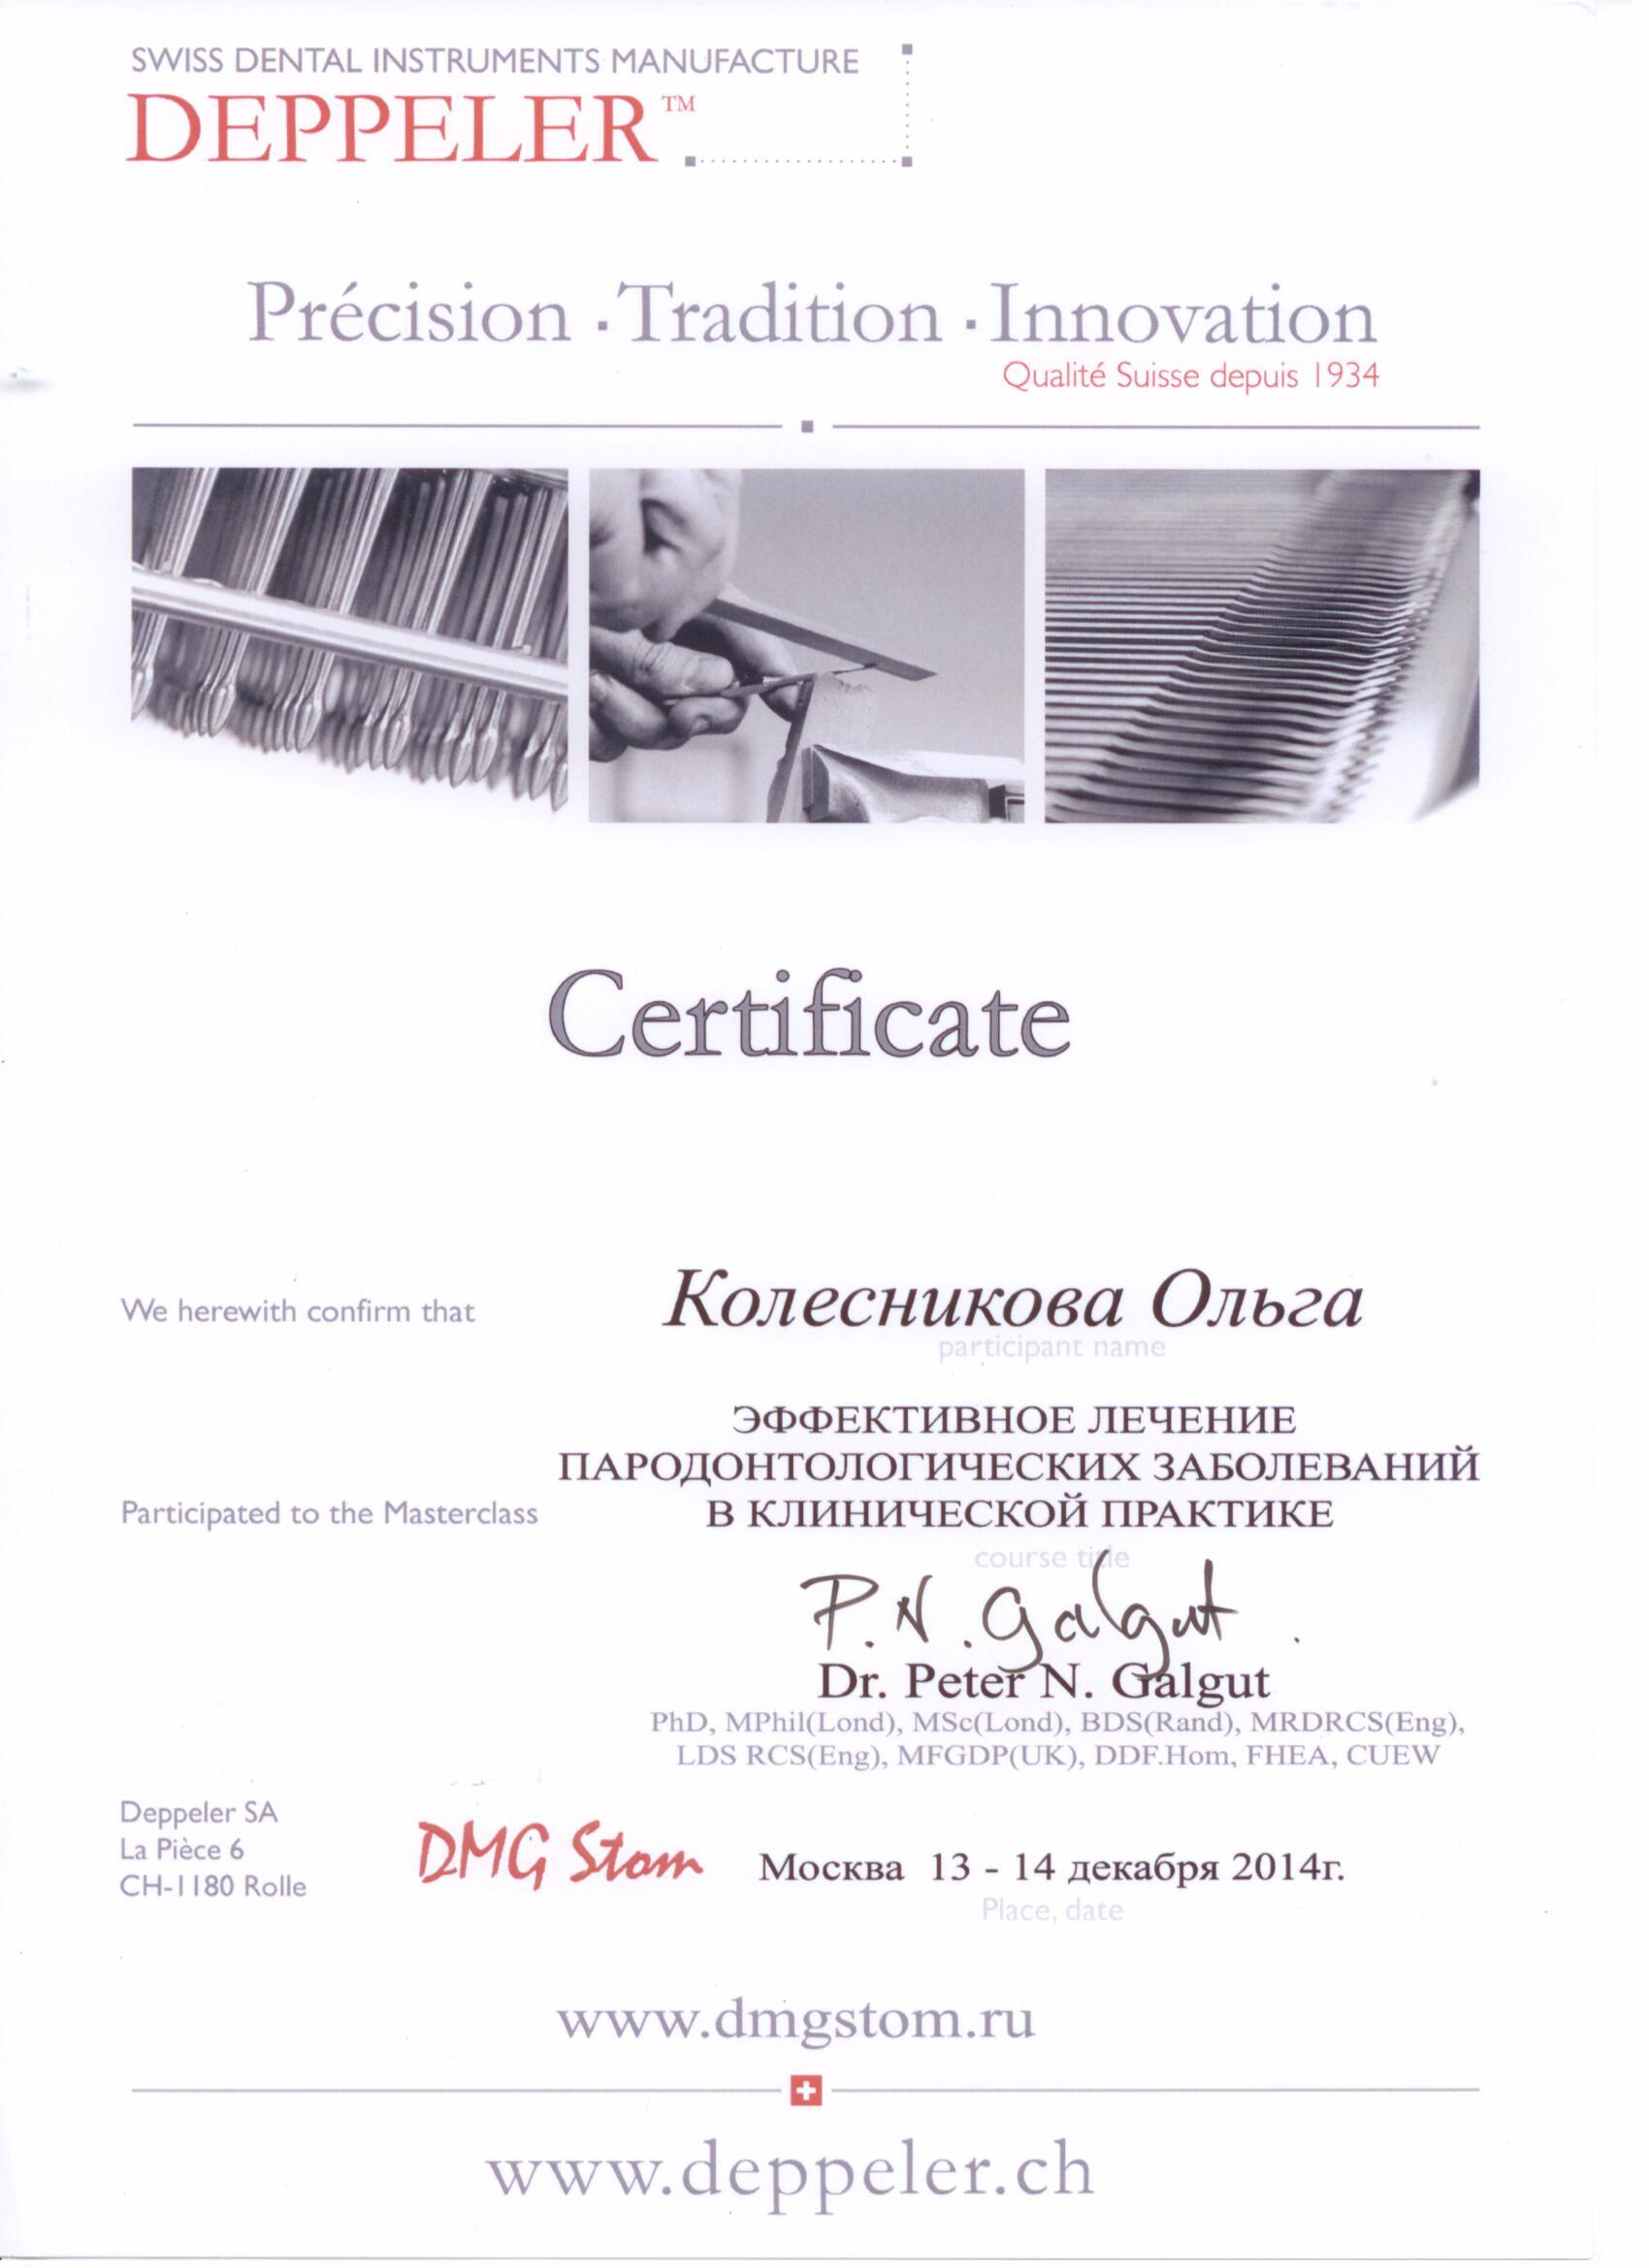 SWISS DENTAL INSTRUMENTS MANUFACTURE
DEPPELER™
Précision · Tradition · Innovation
Qualité Suisse depuis 1934
Certificate
We herewith confirm that
Колесникова Ольга
participant name
ЭФФЕКТИВНОЕ ЛЕЧЕНИЕ
ПАРОДОНТОЛОГИЧЕСКИХ ЗАБОЛЕВАНИЙ
Participated to the Masterclass
В КЛИНИЧЕСКОЙ ПРАКТИКЕ
course title
P.N. Galgut
Dr. Peter N. Galgut
PhD, MPhil(Lond), MSc(Lond), BDS(Rand), MRDRCS(Eng),
LDS RCS(Eng), MFGDP(UK), DDF.Hom, FHEA, CUEW
Deppeler SA
La Pièce 6
CH-1180 Rolle
DMG Stom
Москва 13 - 14 декабря 2014г.
Place, date
www.dmgstom.ru
www.deppeler.ch